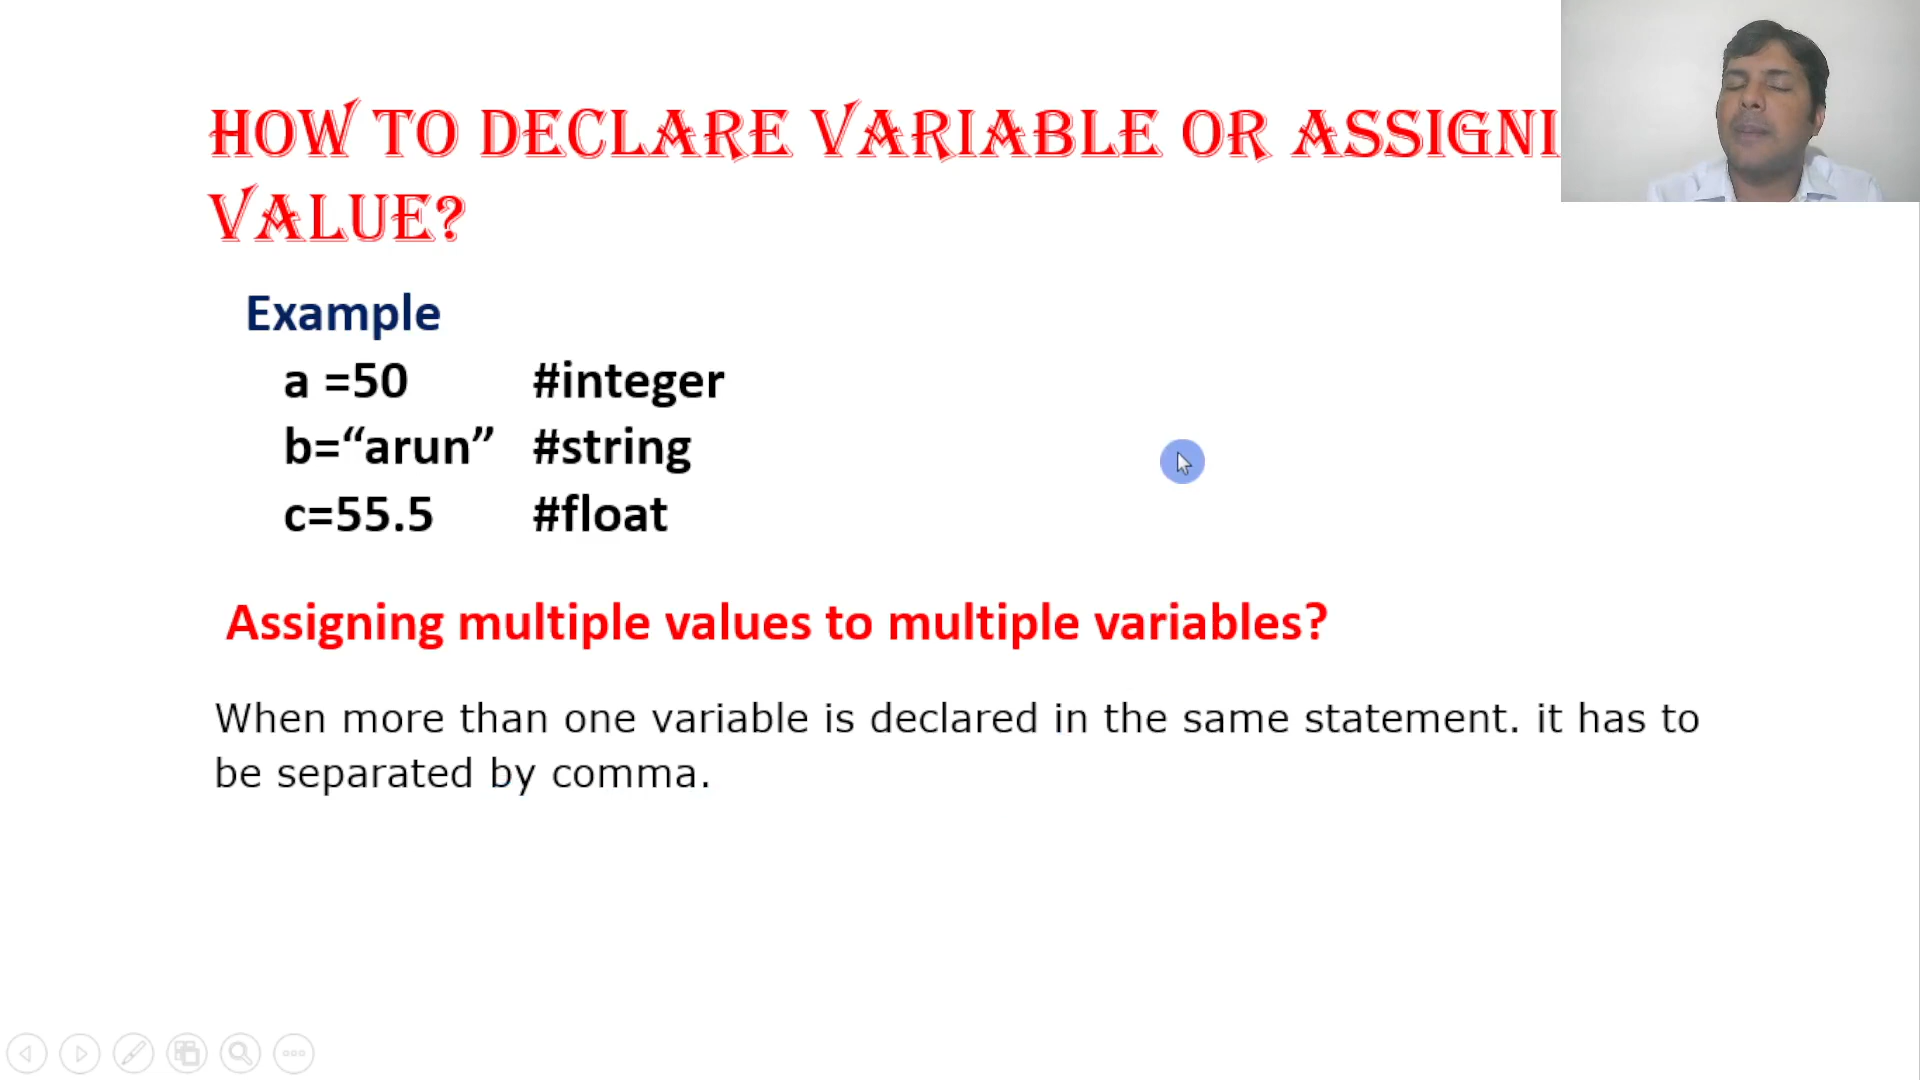 HOW TO DECLARE VARIABLE OR ASSIGNI
VALUE?
Example
a =50 #integer
b=“arun” #string
c=55.5 #float
Assigning multiple values to multiple variables?
When more than one variable is declared in the same statement. it has to
be separated by comma.